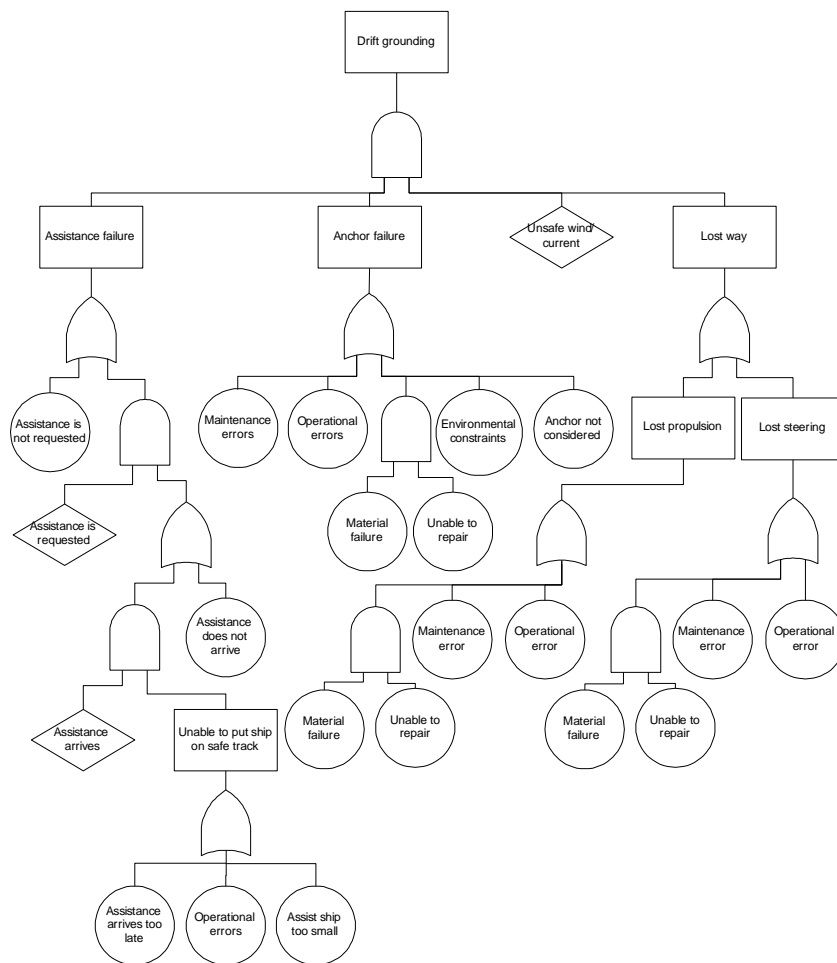 Drift grounding
Assistance failure
Anchor failure
Unsafe wind/
current
Lost way
Assistance is
not requested
Maintenance
errors
Operational
errors
Environmental
constraints
Anchor not
considered
Lost propulsion
Lost steering
Assistance is
requested
Material
failure
Unable to
repair
Assistance
does not
arrive
Maintenance
error
Operational
error
Maintenance
error
Operational
error
Assistance
arrives
Unable to put ship
on safe track
Material
failure
Unable to
repair
Material
failure
Unable to
repair
Assistance
arrives too
late
Operational
errors
Assist ship
too small